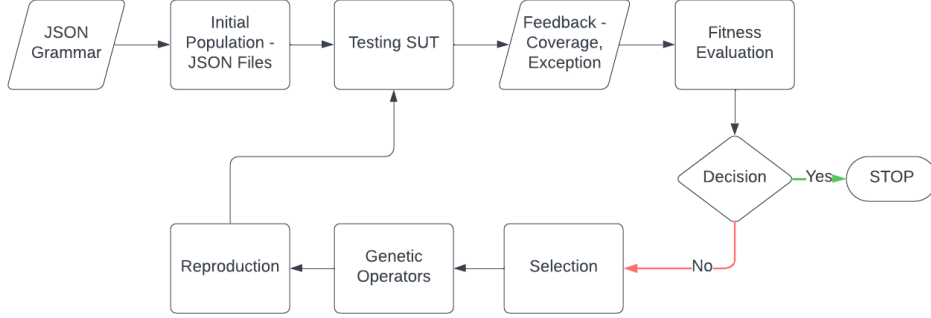 JSON
Grammar
Initial
Population -
JSON Files
Testing SUT
Feedback -
Coverage,
Exception
Fitness
Evaluation
Decision
Yes
STOP
No
Selection
Genetic
Operators
Reproduction